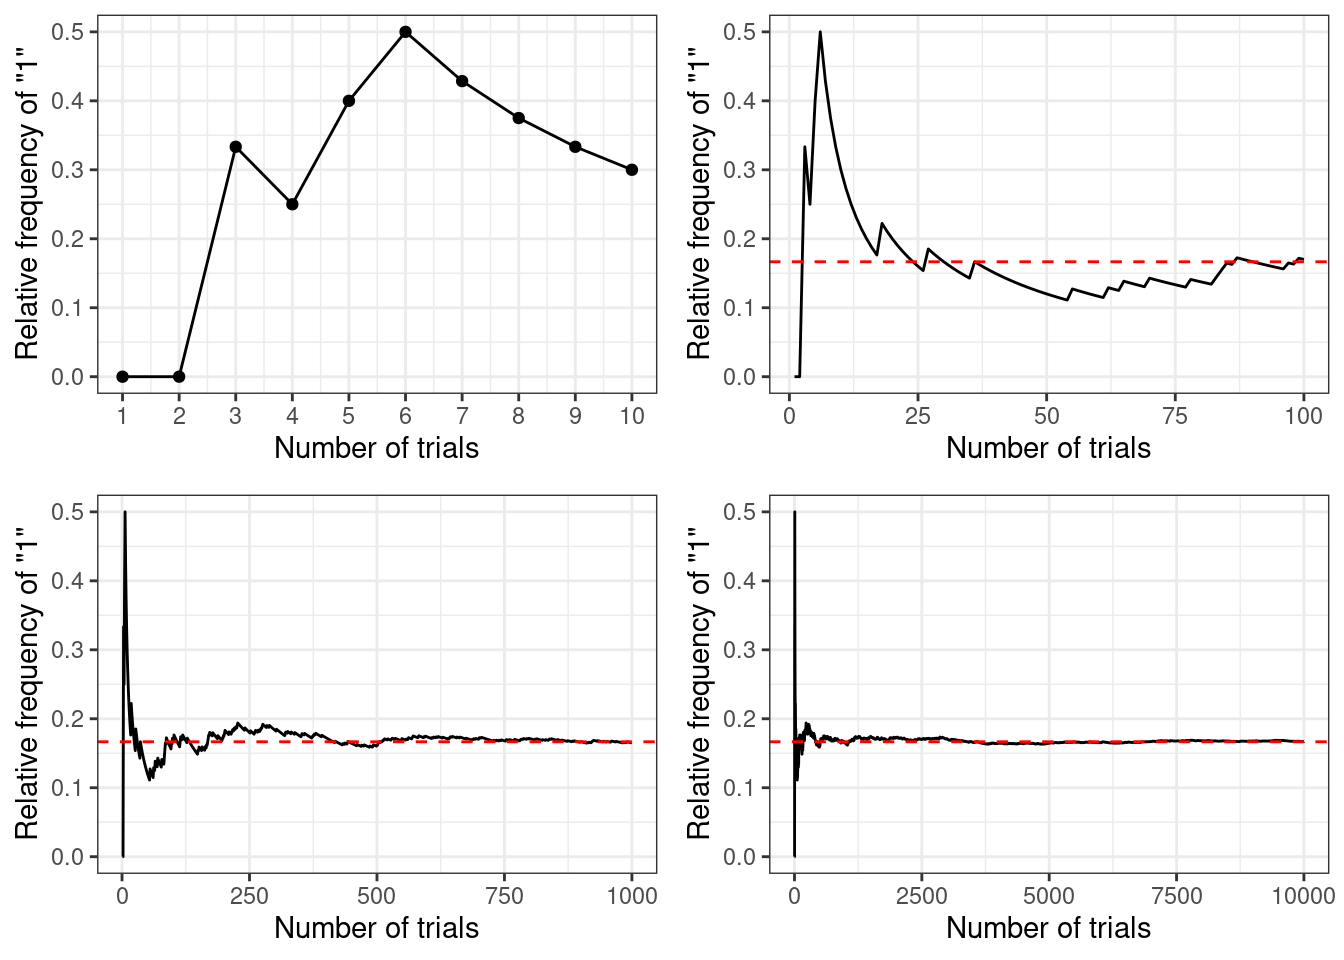 Relative frequency of "1"
0.5
0.4
0.3
0.2
0.1
0.0
1 2 3 4 5 6 7 8 9 10
Number of trials
Relative frequency of "1"
0.5
0.4
0.3
0.2
0.1
0.0
0 25 50 75 100
Number of trials
Relative frequency of "1"
0.5
0.4
0.3
0.2
0.1
0.0
0 250 500 750 1000
Number of trials
Relative frequency of "1"
0.5
0.4
0.3
0.2
0.1
0.0
0 2500 5000 7500 10000
Number of trials